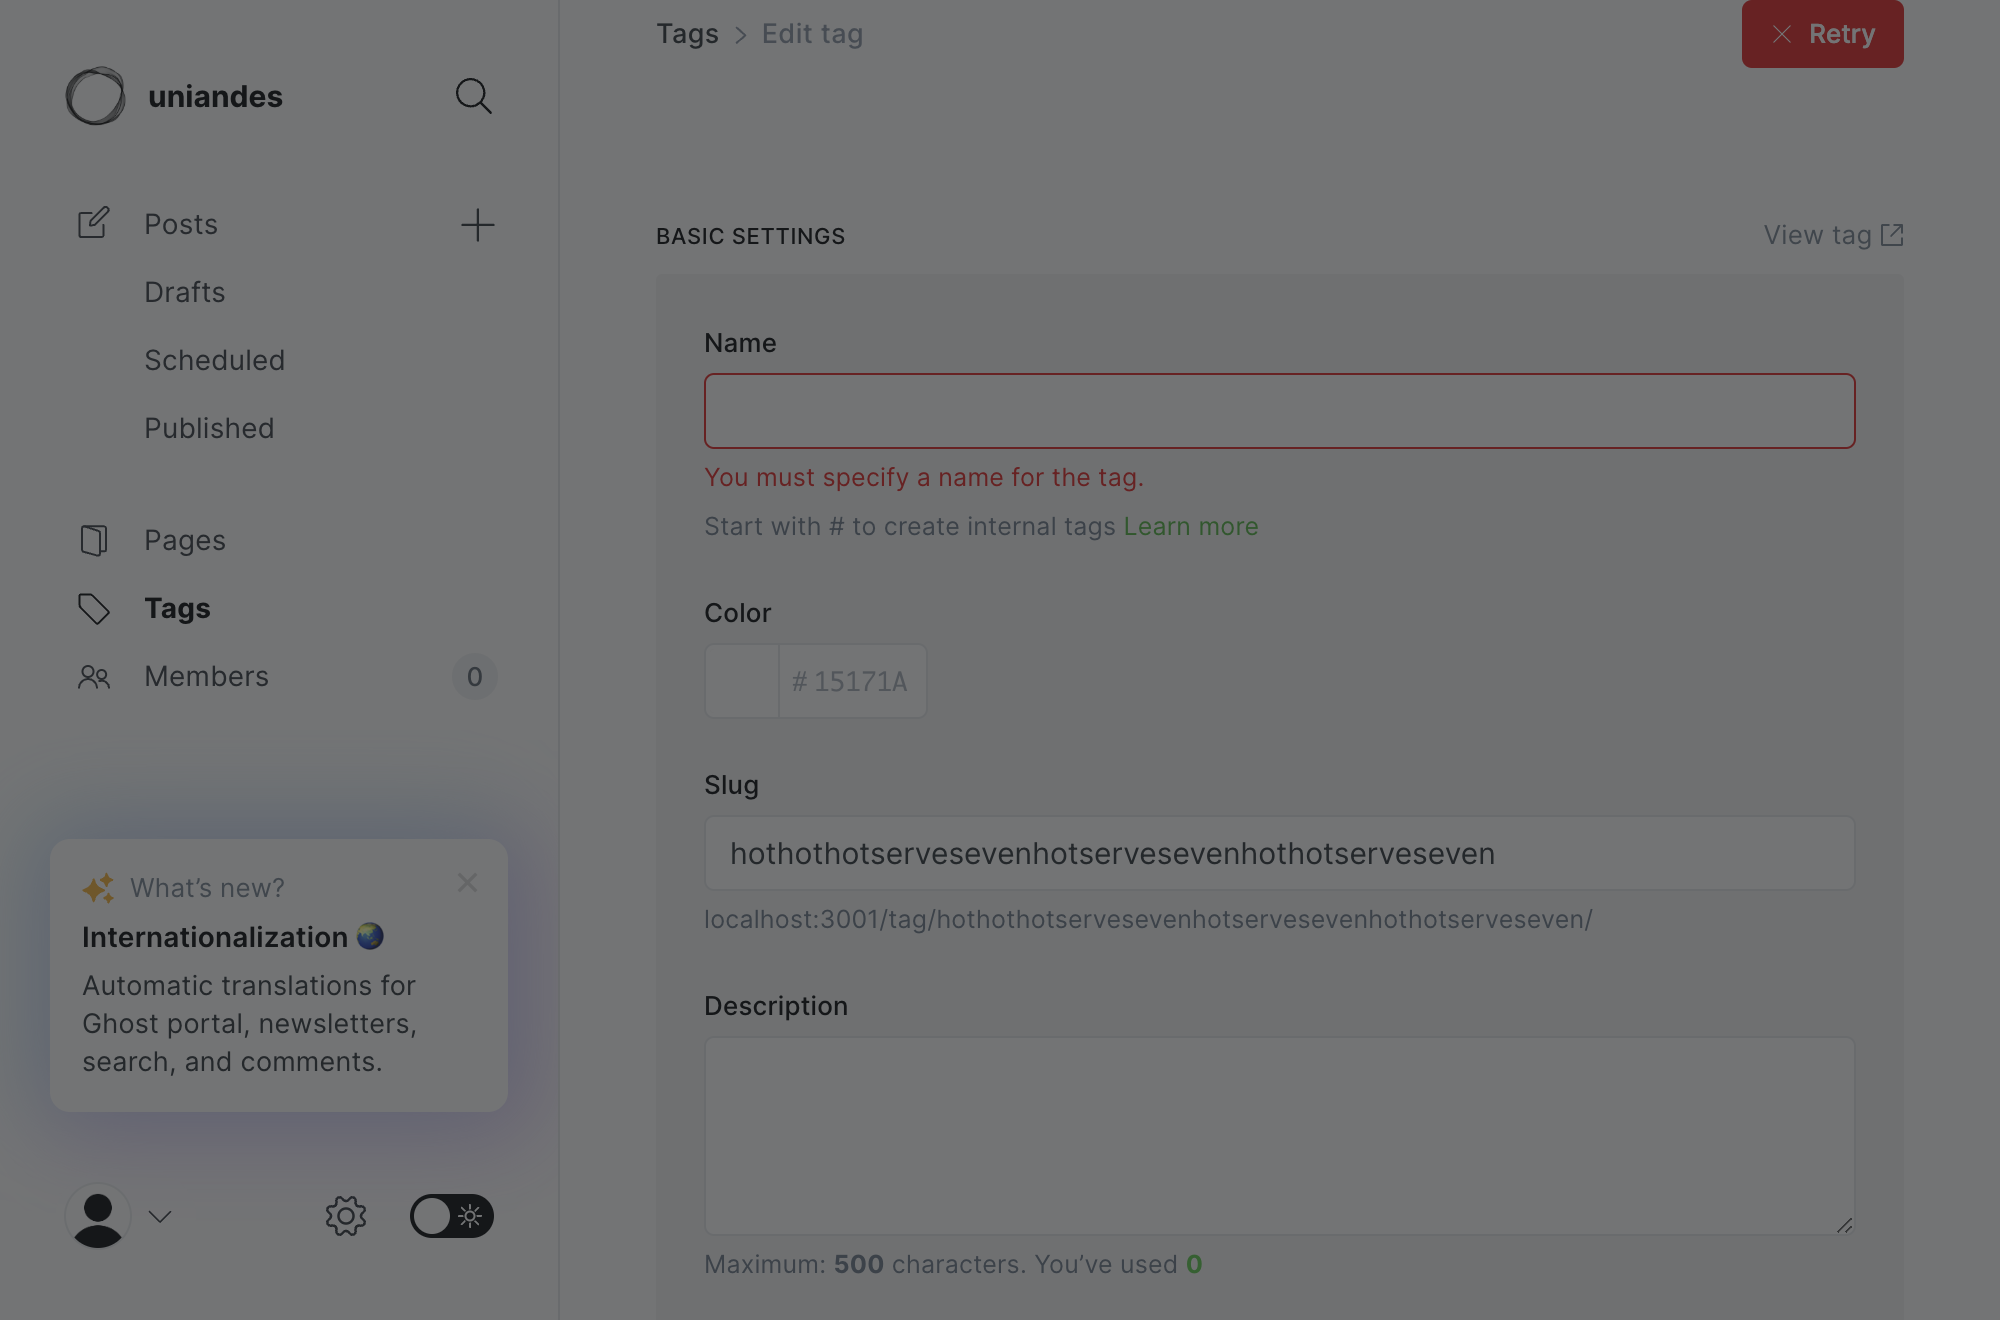 uniandes
Posts
Drafts
Scheduled
Published
Pages
Tags
Members 0
What's new?
Internationalization
Automatic translations for
Ghost portal, newsletters,
search, and comments.
Tags > Edit tag
Retry
BASIC SETTINGS
View tag
Name
You must specify a name for the tag.
Start with # to create internal tags Learn more
Color
# 15171A
Slug
hothothotservesevenhotservesevenhothotserveseven
localhost:3001/tag/hothothotservesevenhotservesevenhothotserveseven/
Description
Maximum: 500 characters. You've used 0